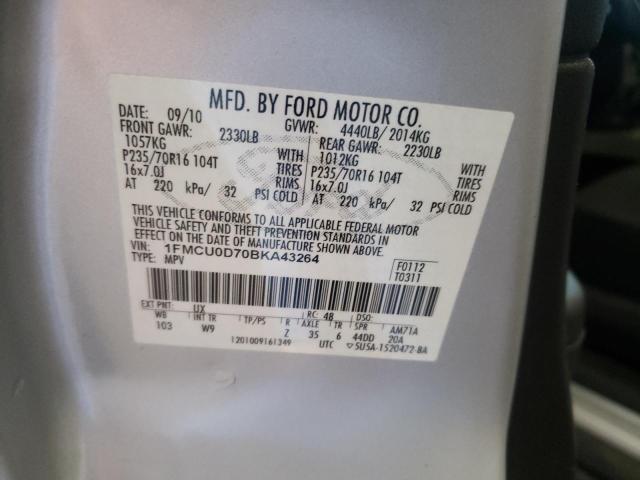 MFD. BY FORD MOTOR CO.
DATE: 09/10 GVWR: 4440LB/ 2014KG
FRONT GAWR: 2330LB REAR GAWR: 2230LB
1057KG WITH 1012KG WITH
P235/70R16 104T TIRES P235/70R16 104T TIRES
16x7.0J RIMS 16x7.0J RIMS
AT 220 kPa/ 32 PSI COLD AT 220 kPa/ 32 PSI COLD
THIS VEHICLE CONFORMS TO ALL APPLICABLE FEDERAL MOTOR
VEHICLE SAFETY AND THEFT PREVENTION STANDARDS IN
EFFECT ON THE DATE OF MANUFACTURE SHOWN ABOVE.
VIN: 1FMCU0D70BKA43264
TYPE: MPV
F0112
T0311
EXT PNT: UX RC: 48 DSO:
WB INT TR TP/PS R AXLE TR SPR AM71A
103 W9 Z 35 6 44DD 20A
1201009161349 UTC 5U5A-1520472-BA